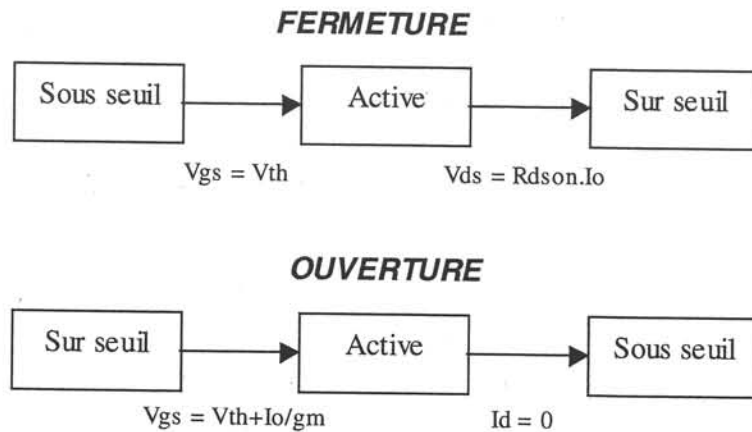 FERMETURE
Sous seuil
Active
Sur seuil
Vgs = Vth
Vds = Rdson.Io
OUVERTURE
Sur seuil
Active
Sous seuil
Vgs = Vth+Io/gm
Id = 0